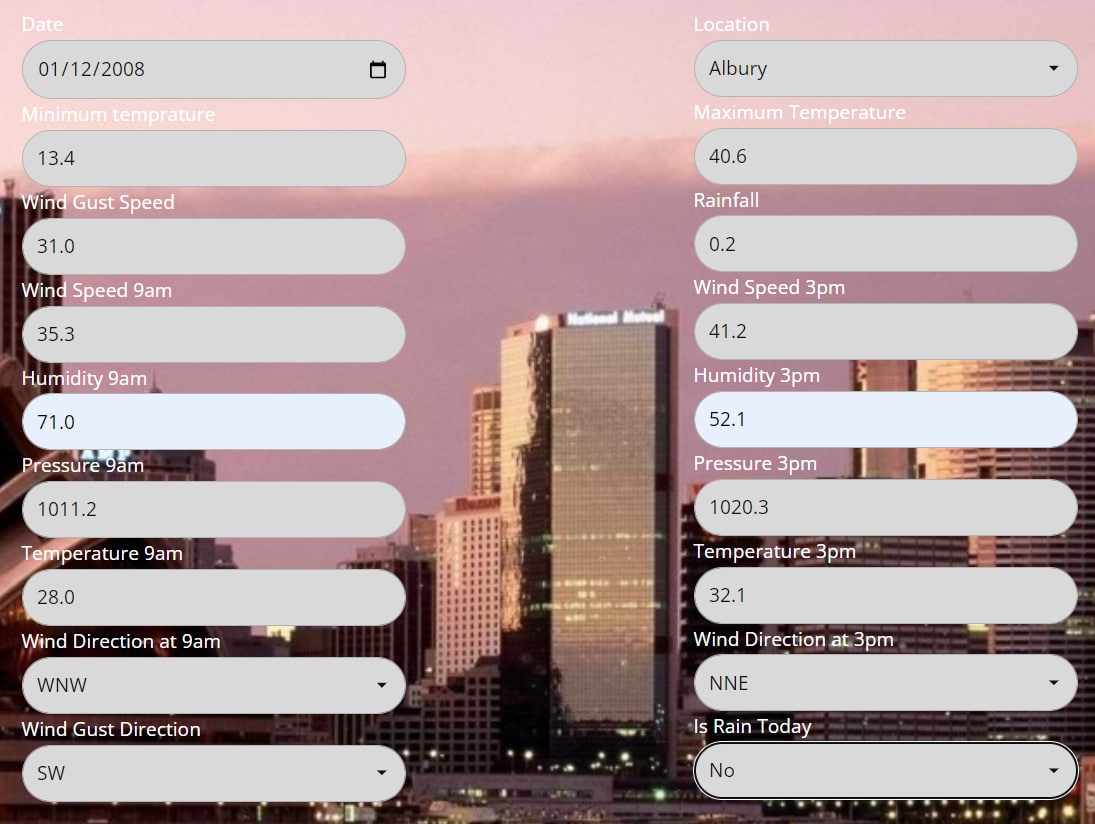 Date
01/12/2008
Location
Albury
Minimum temprature
13.4
Maximum Temperature
40.6
Wind Gust Speed
31.0
Rainfall
0.2
Wind Speed 9am
35.3
Wind Speed 3pm
41.2
National Mutual
Humidity 9am
71.0
Humidity 3pm
52.1
AMP
Pressure 9am
1011.2
Pressure 3pm
1020.3
Temperature 9am
28.0
Temperature 3pm
32.1
Wind Direction at 9am
WNW
Wind Direction at 3pm
NNE
Wind Gust Direction
SW
Is Rain Today
No